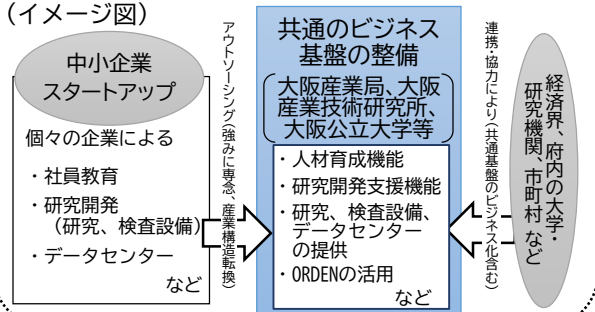 (イメージ図)
中小企業
スタートアップ
個々の企業による
・社員教育
・研究開発
(研究、検査設備)
・データセンター
など
アウトソーシング(強みに専念、産業構造転換)
共通のビジネス
基盤の整備
大阪産業局、大阪
産業技術研究所、
大阪公立大学等
・人材育成機能
・研究開発支援機能
・研究、検査設備、
データセンター
の提供
・ORDENの活用
など
連携・協力により(共通基盤のビジネス化含む)
経済界、府内の大学・
研究機関、市町村 など